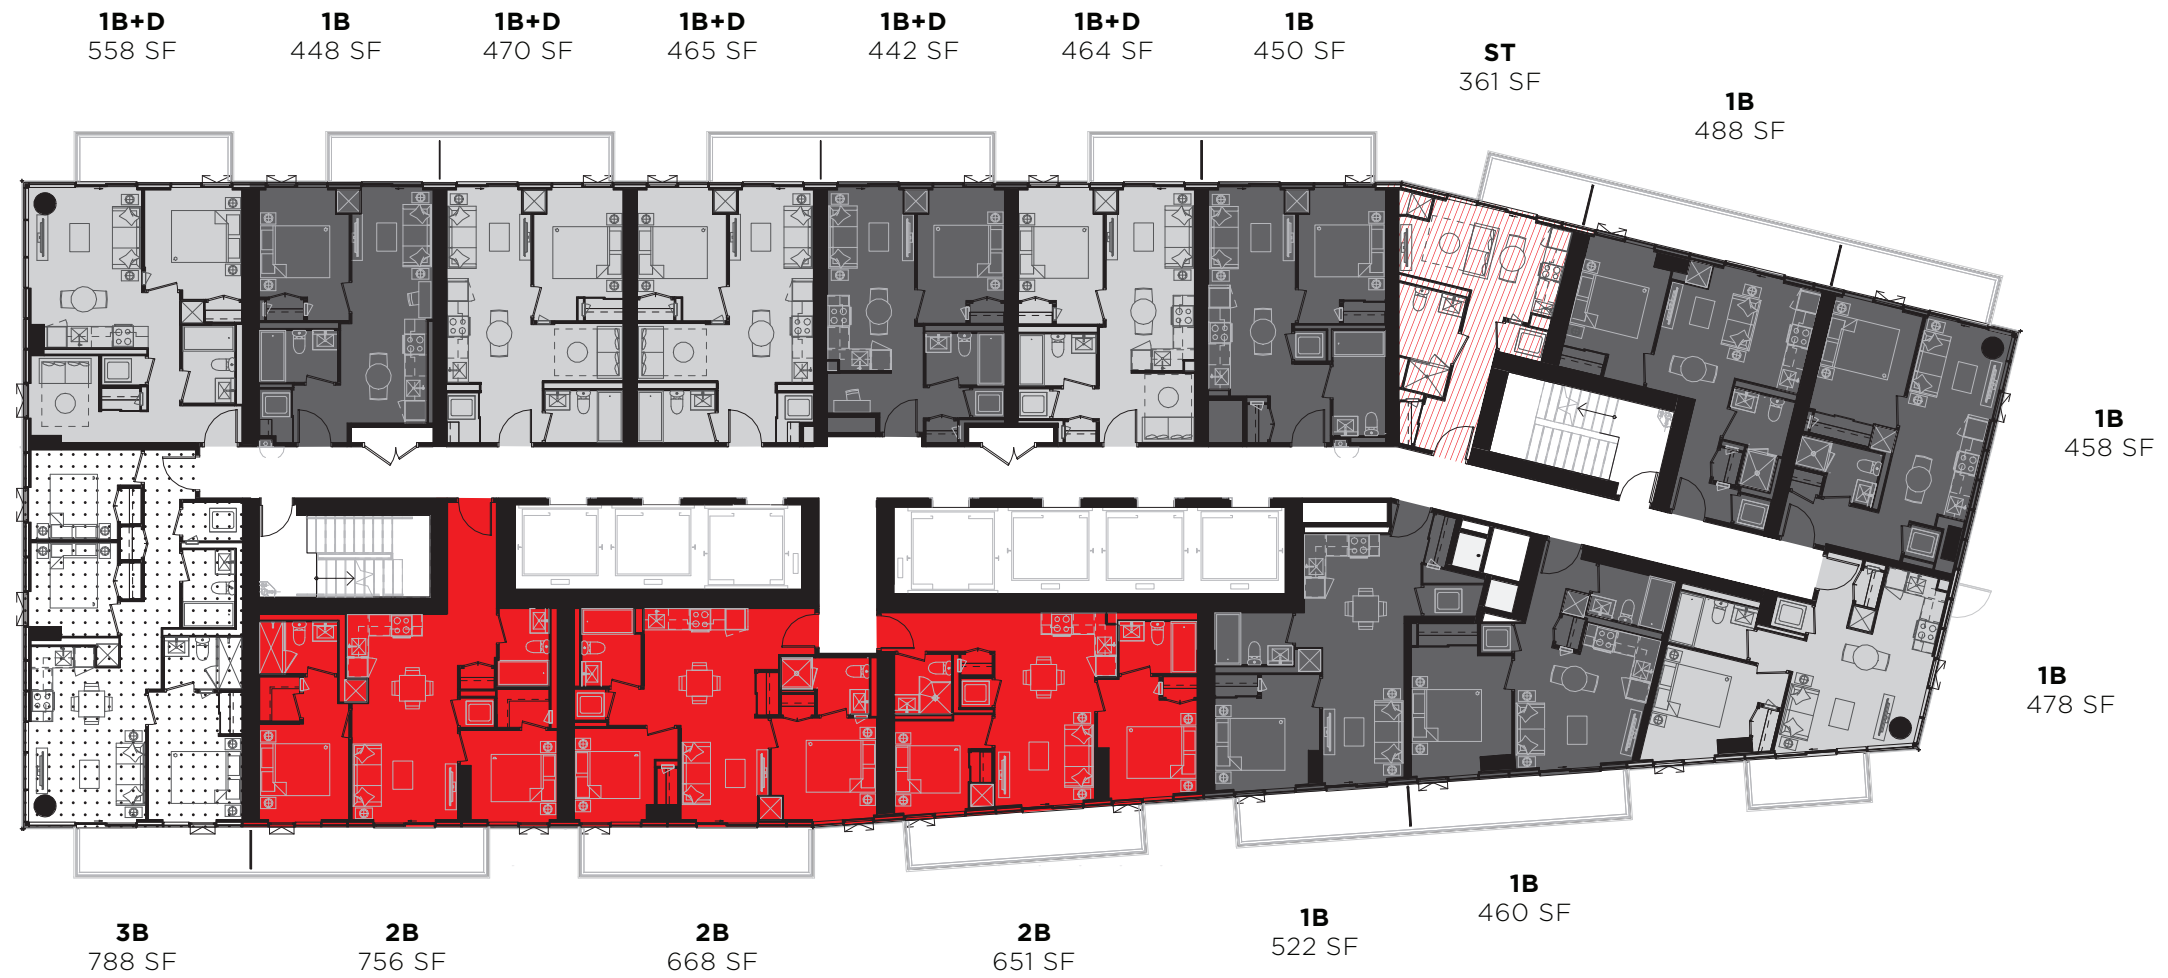 1B+D
558 SF
1B
448 SF
1B+D
470 SF
1B+D
465 SF
1B+D
442 SF
1B+D
464 SF
1B
450 SF
ST
361 SF
1B
488 SF
1B
458 SF
1B
478 SF
3B
788 SF
2B
756 SF
2B
668 SF
2B
651 SF
1B
522 SF
1B
460 SF